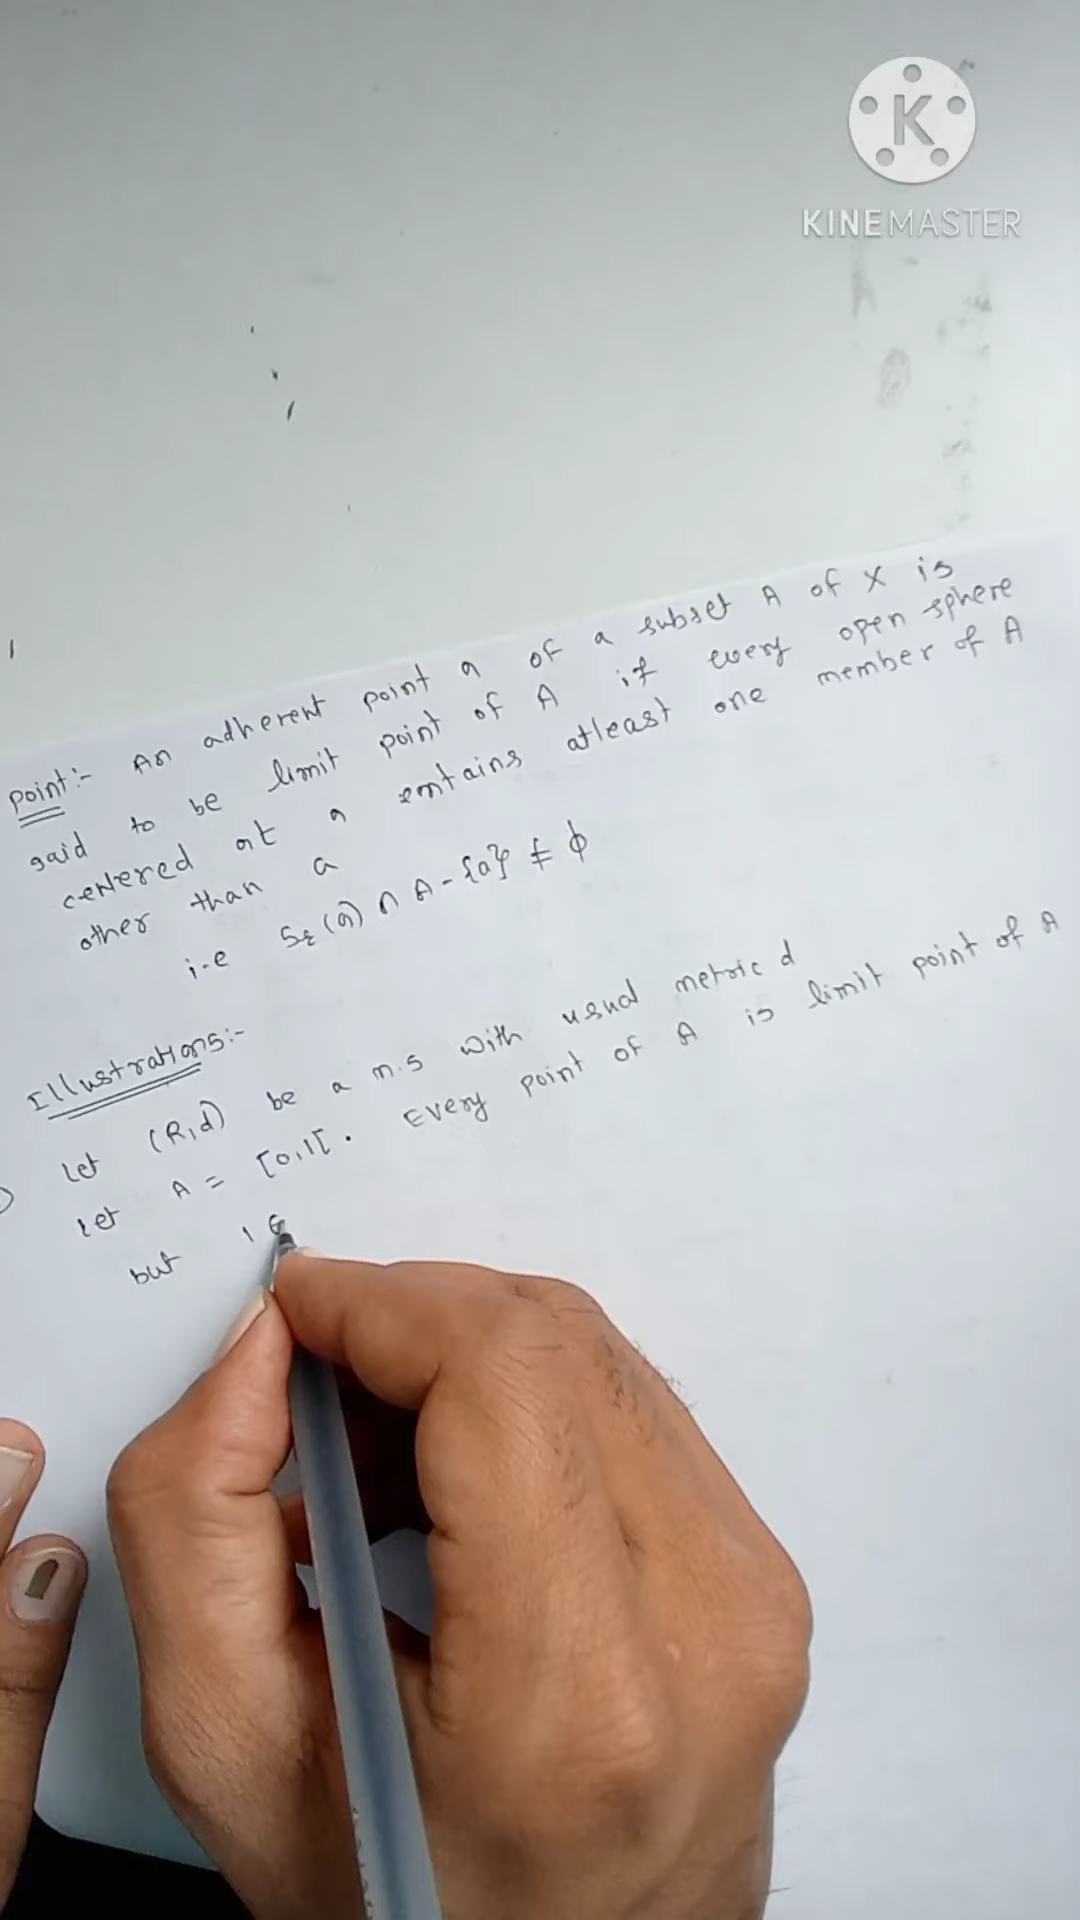 K
KINEMASTER
Point:- An adherent point a of a subset A of X is
said to be limit point of A if every open sphere
centered at a contains atleast one member of A
other than a
i.e Sε(a) ∩ A - {a} ≠ ϕ
Illustrations:-
Let (R,d) be a m.s with usual metric d
let A = [0,1[. Every point of A is limit point of A
but 1